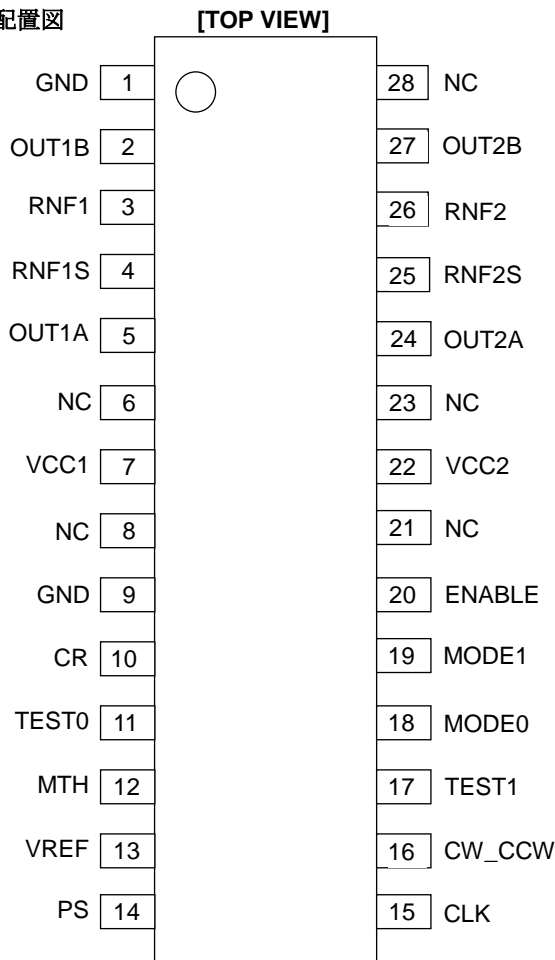 配置図 [TOP VIEW]
GND 1 28 NC
OUT1B 2 27 OUT2B
RNF1 3 26 RNF2
RNF1S 4 25 RNF2S
OUT1A 5 24 OUT2A
NC 6 23 NC
VCC1 7 22 VCC2
NC 8 21 NC
GND 9 20 ENABLE
CR 10 19 MODE1
TEST0 11 18 MODE0
MTH 12 17 TEST1
VREF 13 16 CW_CCW
PS 14 15 CLK